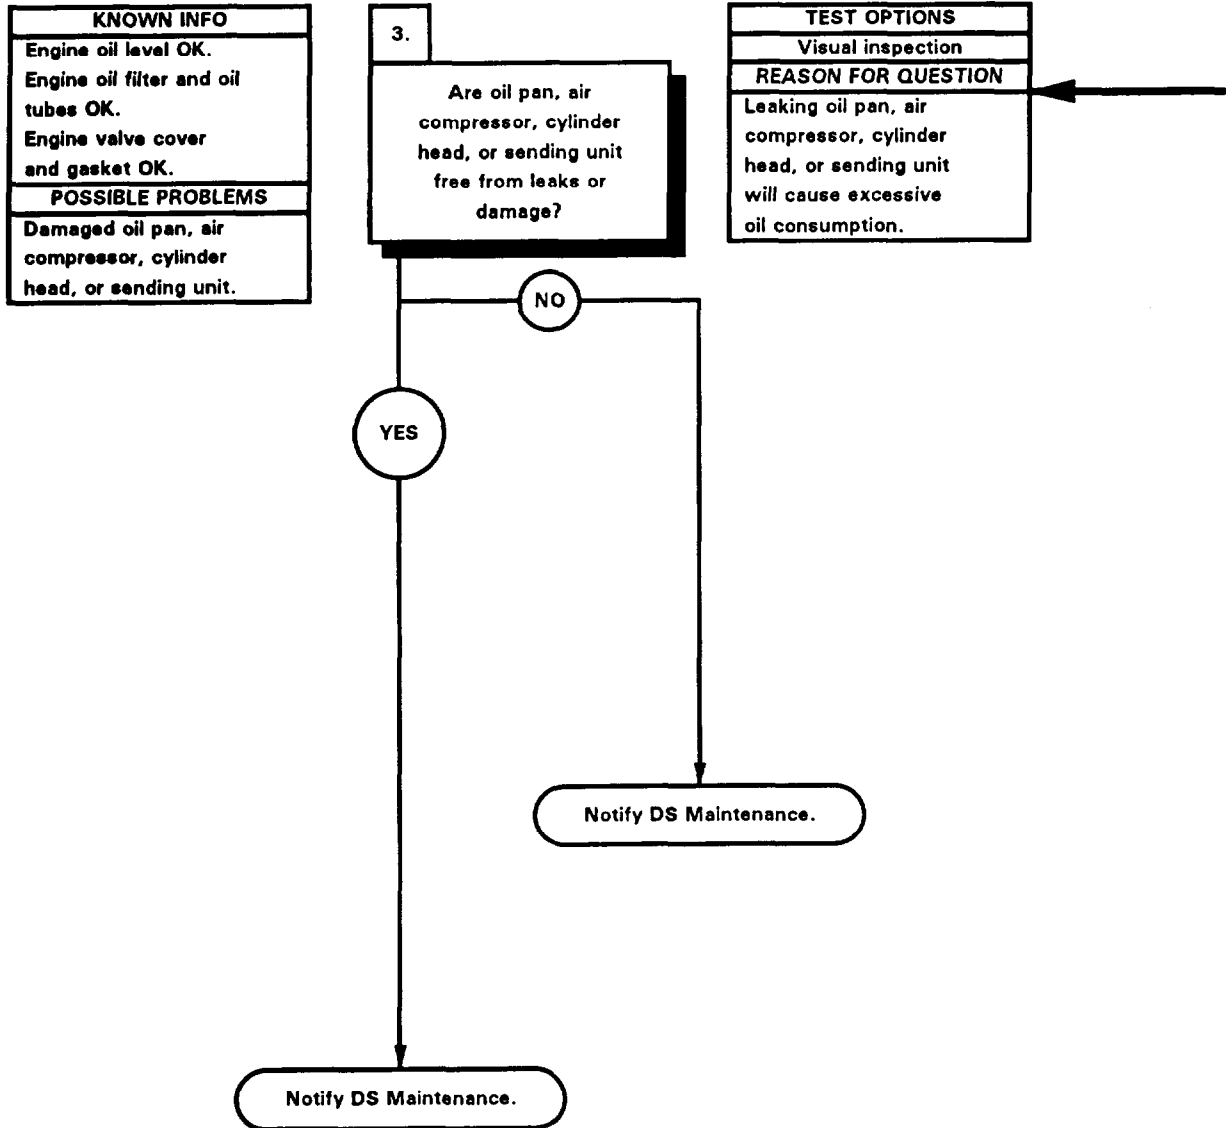 KNOWN INFO
Engine oil level OK.
Engine oil filter and oil
tubes OK.
Engine valve cover
and gasket OK.
POSSIBLE PROBLEMS
Damaged oil pan, air
compressor, cylinder
head, or sending unit.
3.
Are oil pan, air
compressor, cylinder
head, or sending unit
free from leaks or
damage?
TEST OPTIONS
Visual inspection
REASON FOR QUESTION
Leaking oil pan, air
compressor, cylinder
head, or sending unit
will cause excessive
oil consumption.
NO
YES
Notify DS Maintenance.
Notify DS Maintenance.